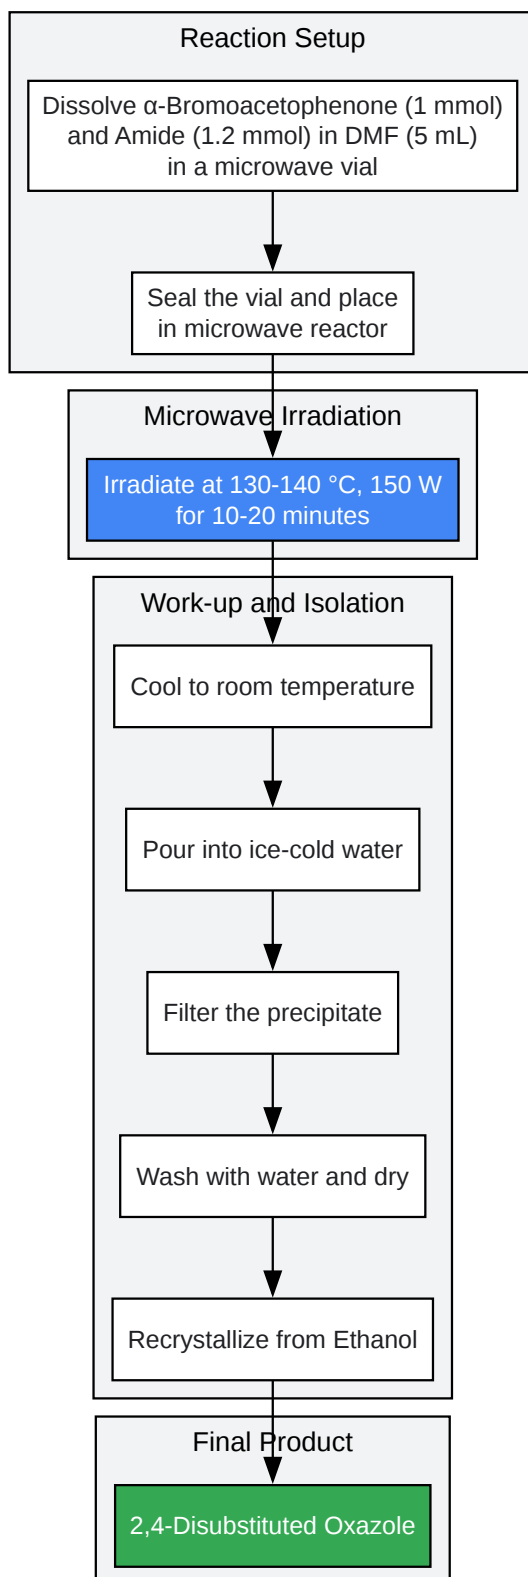 Reaction Setup
Dissolve α-Bromoacetophenone (1 mmol)
and Amide (1.2 mmol) in DMF (5 mL)
in a microwave vial
Seal the vial and place
in microwave reactor
Microwave Irradiation
Irradiate at 130-140 °C, 150 W
for 10-20 minutes
Work-up and Isolation
Cool to room temperature
Pour into ice-cold water
Filter the precipitate
Wash with water and dry
Recrystallize from Ethanol
Final Product
2,4-Disubstituted Oxazole